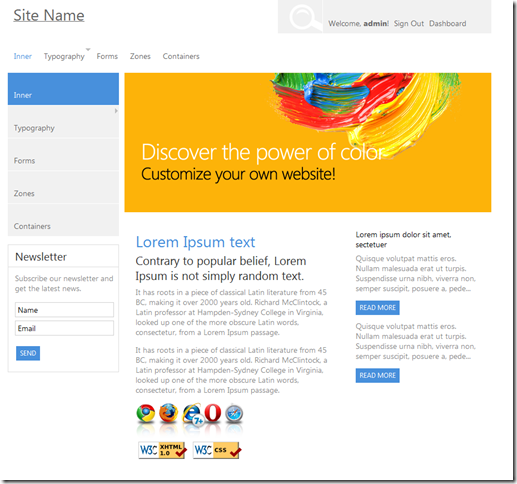 Site Name
Welcome, admin! Sign Out Dashboard
Inner Typography Forms Zones Containers
Inner
Typography
Forms
Zones
Containers
Discover the power of color
Customize your own website!
Newsletter
Subscribe our newsletter and
get the latest news.
Name
Email
SEND
Lorem Ipsum text
Contrary to popular belief, Lorem
Ipsum is not simply random text.
It has roots in a piece of classical Latin literature from 45
BC, making it over 2000 years old. Richard McClintock, a
Latin professor at Hampden-Sydney College in Virginia,
looked up one of the more obscure Latin words,
consectetur, from a Lorem Ipsum passage.
It has roots in a piece of classical Latin literature from 45
BC, making it over 2000 years old. Richard McClintock, a
Latin professor at Hampden-Sydney College in Virginia,
looked up one of the more obscure Latin words,
consectetur, from a Lorem Ipsum passage.
7+
W3C XHTML 1.0
W3C CSS
Lorem ipsum dolor sit amet,
sectetuer
Quisque volutpat mattis eros.
Nullam malesuada erat ut turpis.
Suspendisse urna nibh, viverra non,
semper suscipit, posuere a, pede...
READ MORE
Quisque volutpat mattis eros.
Nullam malesuada erat ut turpis.
Suspendisse urna nibh, viverra non,
semper suscipit, posuere a, pede...
READ MORE